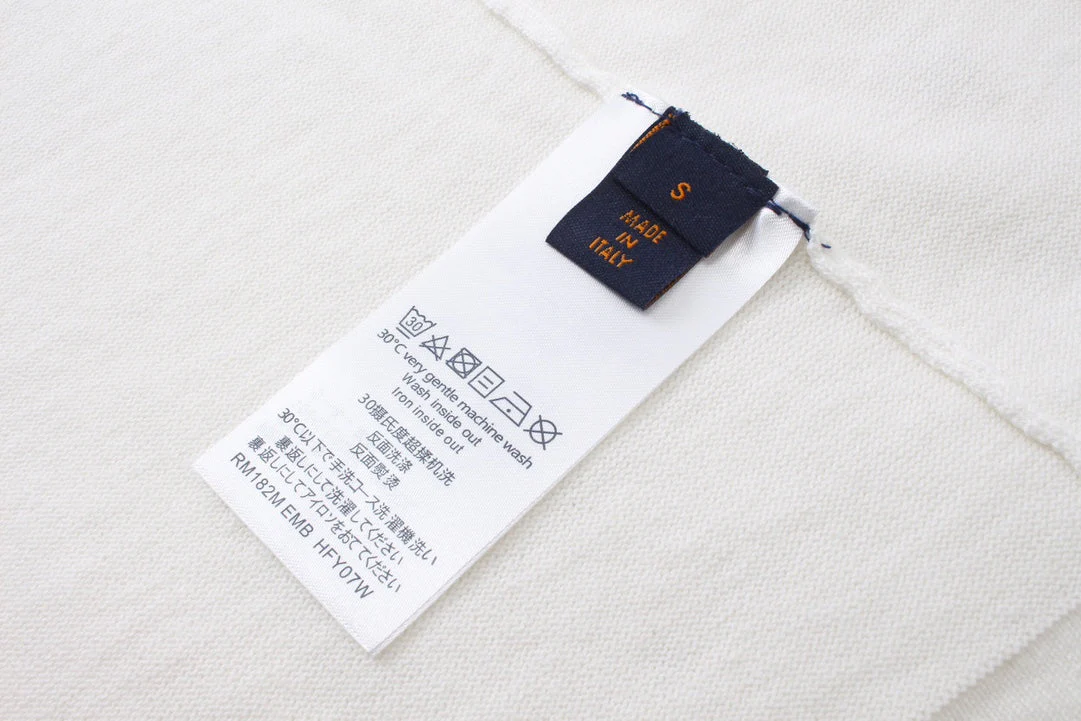 S
MADE
IN
ITALY
30
30°C very gentle machine wash
Wash inside out
Iron inside out
30摄氏度超揉机洗
反面洗涤
反面熨烫
30℃以下で手洗コース洗濯機洗い
裏返しにして洗濯してください
裏返しにしてアイロンをおててください
RM182M EMB HFY07W